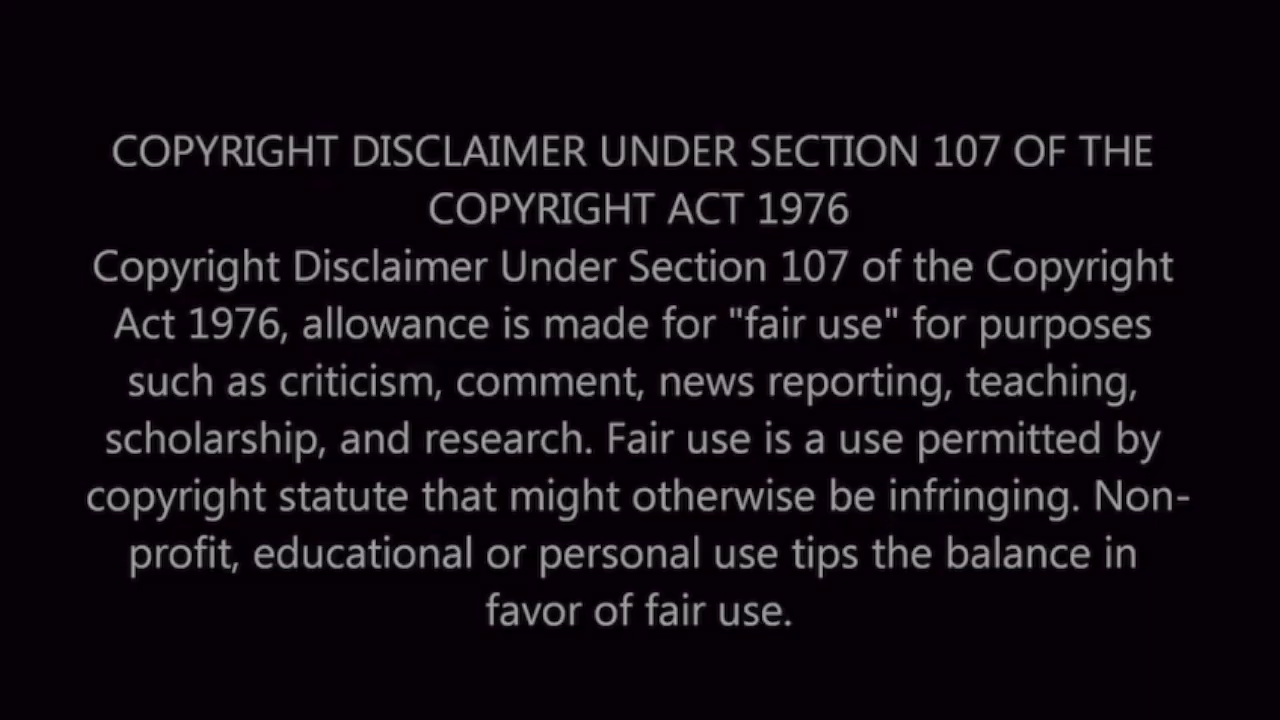 COPYRIGHT DISCLAIMER UNDER SECTION 107 OF THE
COPYRIGHT ACT 1976
Copyright Disclaimer Under Section 107 of the Copyright
Act 1976, allowance is made for "fair use" for purposes
such as criticism, comment, news reporting, teaching,
scholarship, and research. Fair use is a use permitted by
copyright statute that might otherwise be infringing. Non-
profit, educational or personal use tips the balance in
favor of fair use.